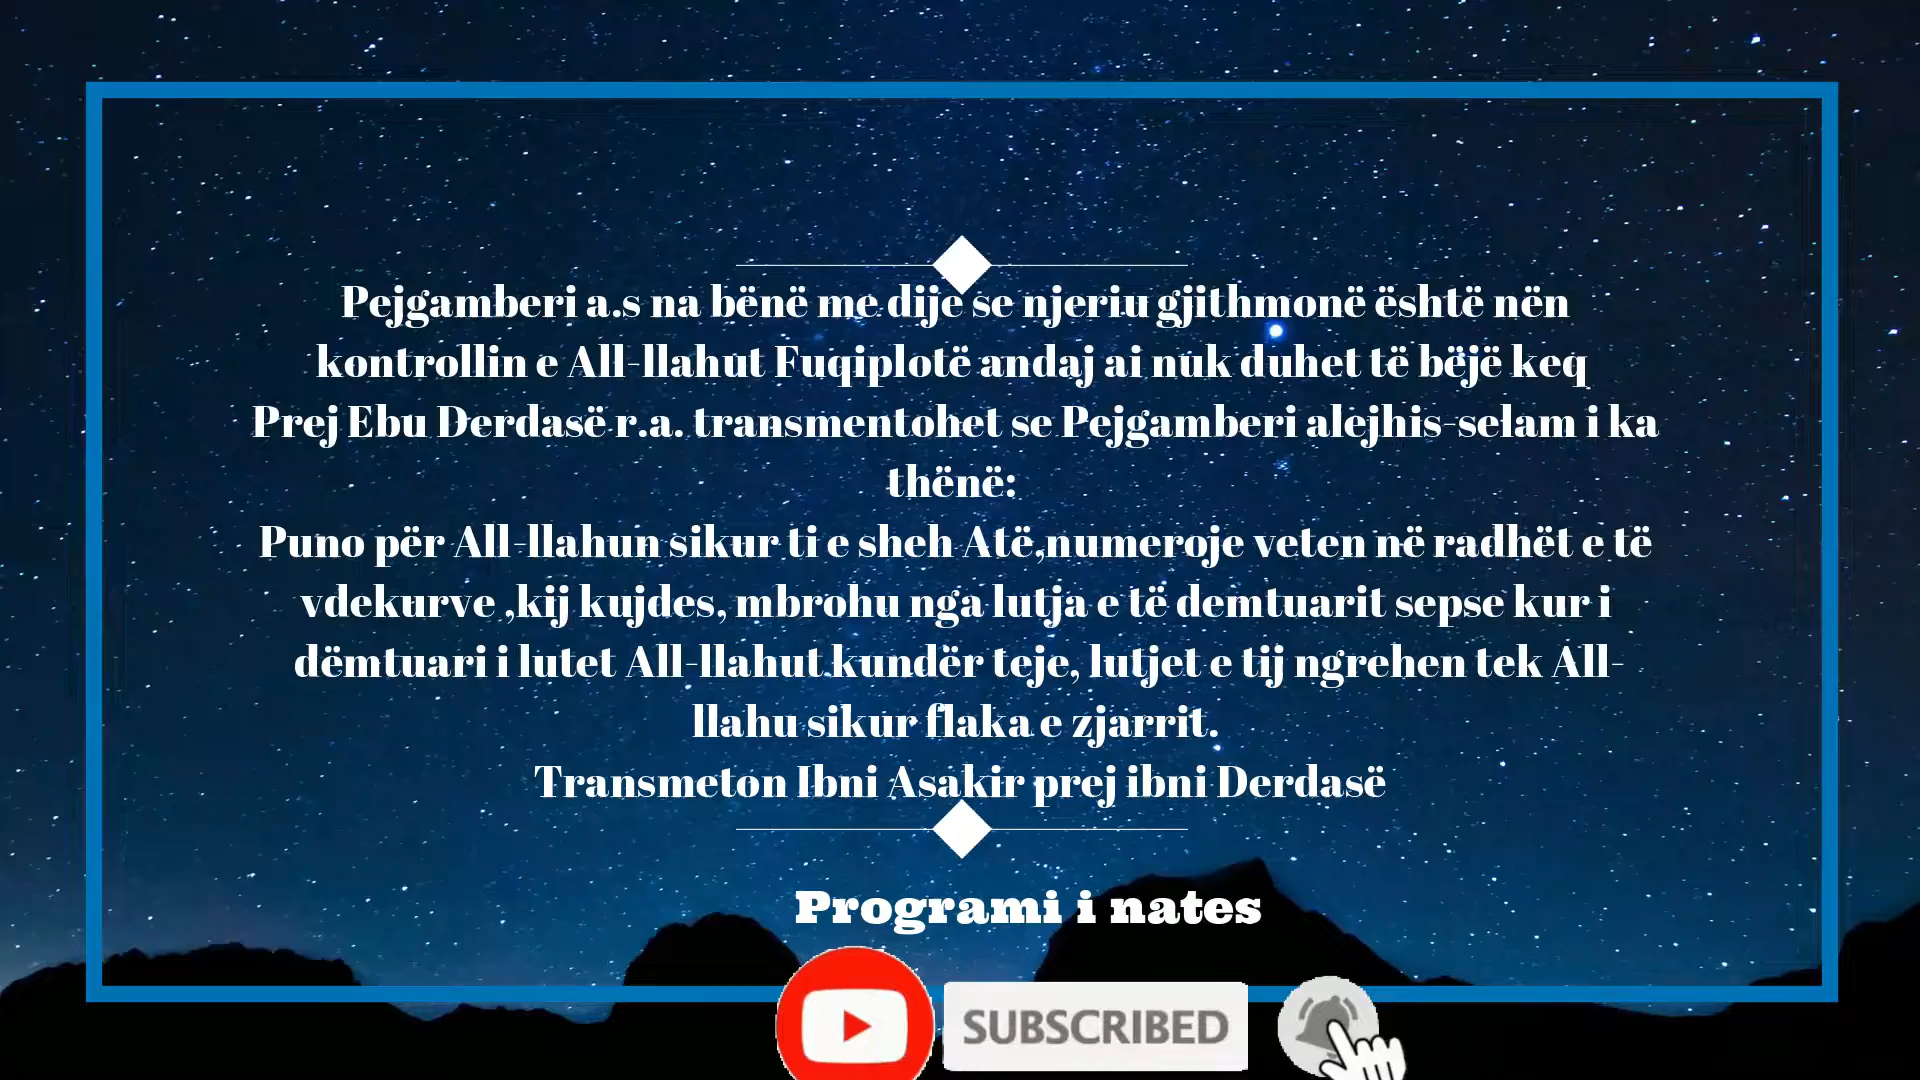 Pejgamberi a.s na bënë me dije se njeriu gjithmonë është nën
kontrollin e All-llahut Fuqiplotë andaj ai nuk duhet të bëjë keq
Prej Ebu Derdasë r.a. transmentohet se Pejgamberi alejhis-selam i ka
thënë:
Puno për All-llahun sikur ti e sheh Atë,numeroje veten në radhët e të
vdekurve ,kij kujdes, mbrohu nga lutja e të demtuarit sepse kur i
dëmtuari i lutet All-llahut kundër teje, lutjet e tij ngrehen tek All-
llahu sikur flaka e zjarrit.
Transmeton Ibni Asakir prej ibni Derdasë
Programi i nates
SUBSCRIBED